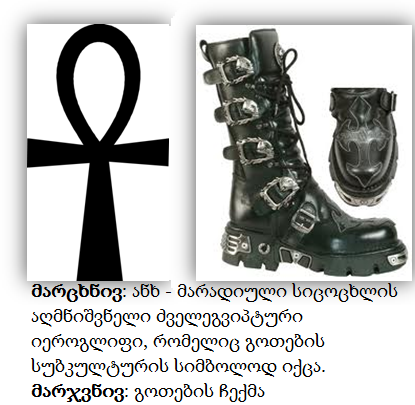 მარცხნივ: ანხ - მარადიული სიცოცხლის
აღმნიშვნელი ძველეგვიპტური
იეროგლიფი, რომელიც გოთების
სუბკულტურის სიმბოლოდ იქცა.
მარჯვნივ: გოთების ჩექმა